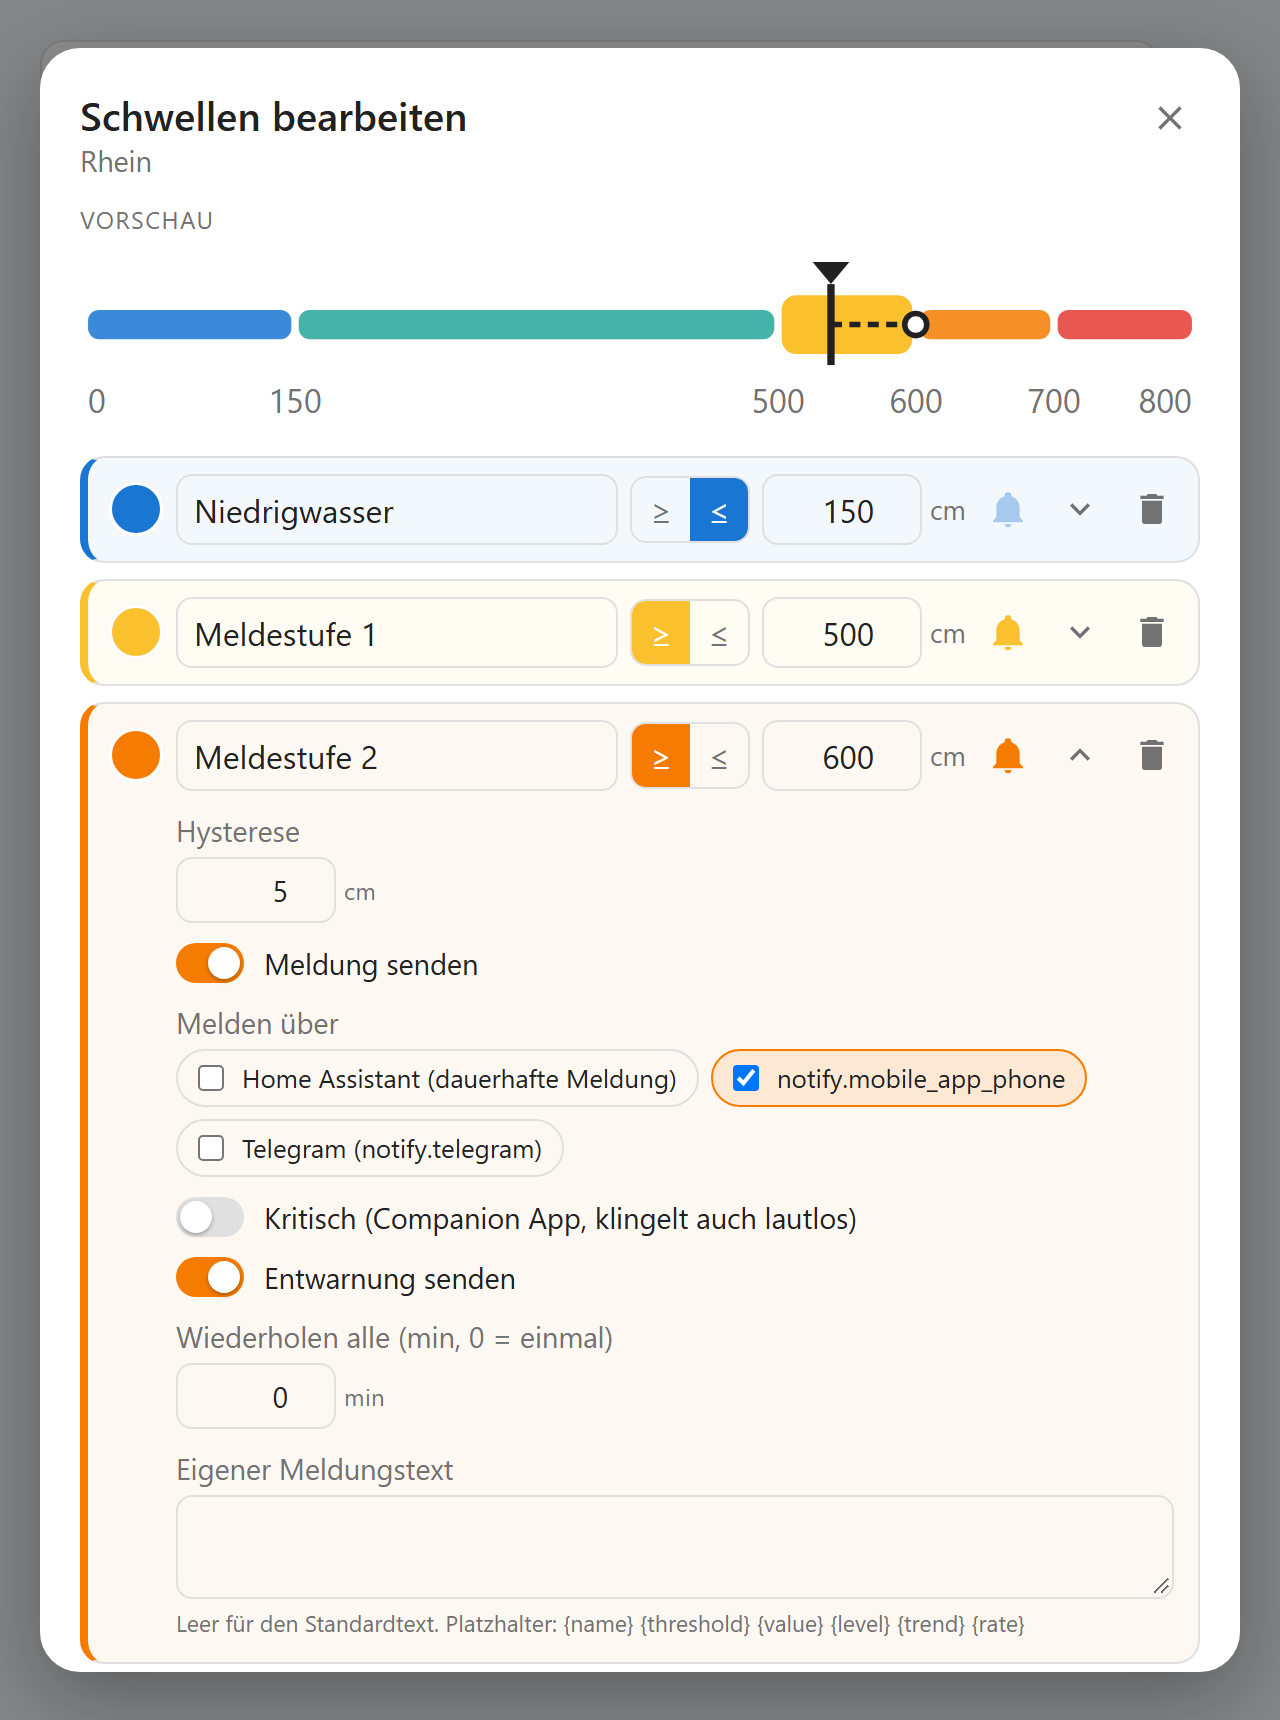 Schwellen bearbeiten
Rhein
VORSCHAU
0 150 500 600 700 800
Niedrigwasser ≥ ≤ 150 cm
Meldestufe 1 ≥ ≤ 500 cm
Meldestufe 2 ≥ ≤ 600 cm
Hysterese
5 cm
Meldung senden
Melden über
Home Assistant (dauerhafte Meldung) notify.mobile_app_phone
Telegram (notify.telegram)
Kritisch (Companion App, klingelt auch lautlos)
Entwarnung senden
Wiederholen alle (min, 0 = einmal)
0 min
Eigener Meldungstext
Leer für den Standardtext. Platzhalter: {name} {threshold} {value} {level} {trend} {rate}